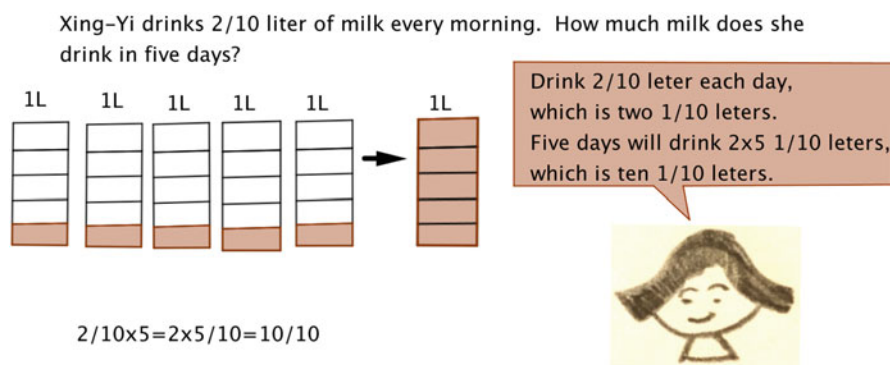 Xing-Yi drinks 2/10 liter of milk every morning. How much milk does she
drink in five days?
1L 1L 1L 1L 1L 1L
Drink 2/10 leter each day,
which is two 1/10 leters.
Five days will drink 2x5 1/10 leters,
which is ten 1/10 leters.
2/10x5=2x5/10=10/10